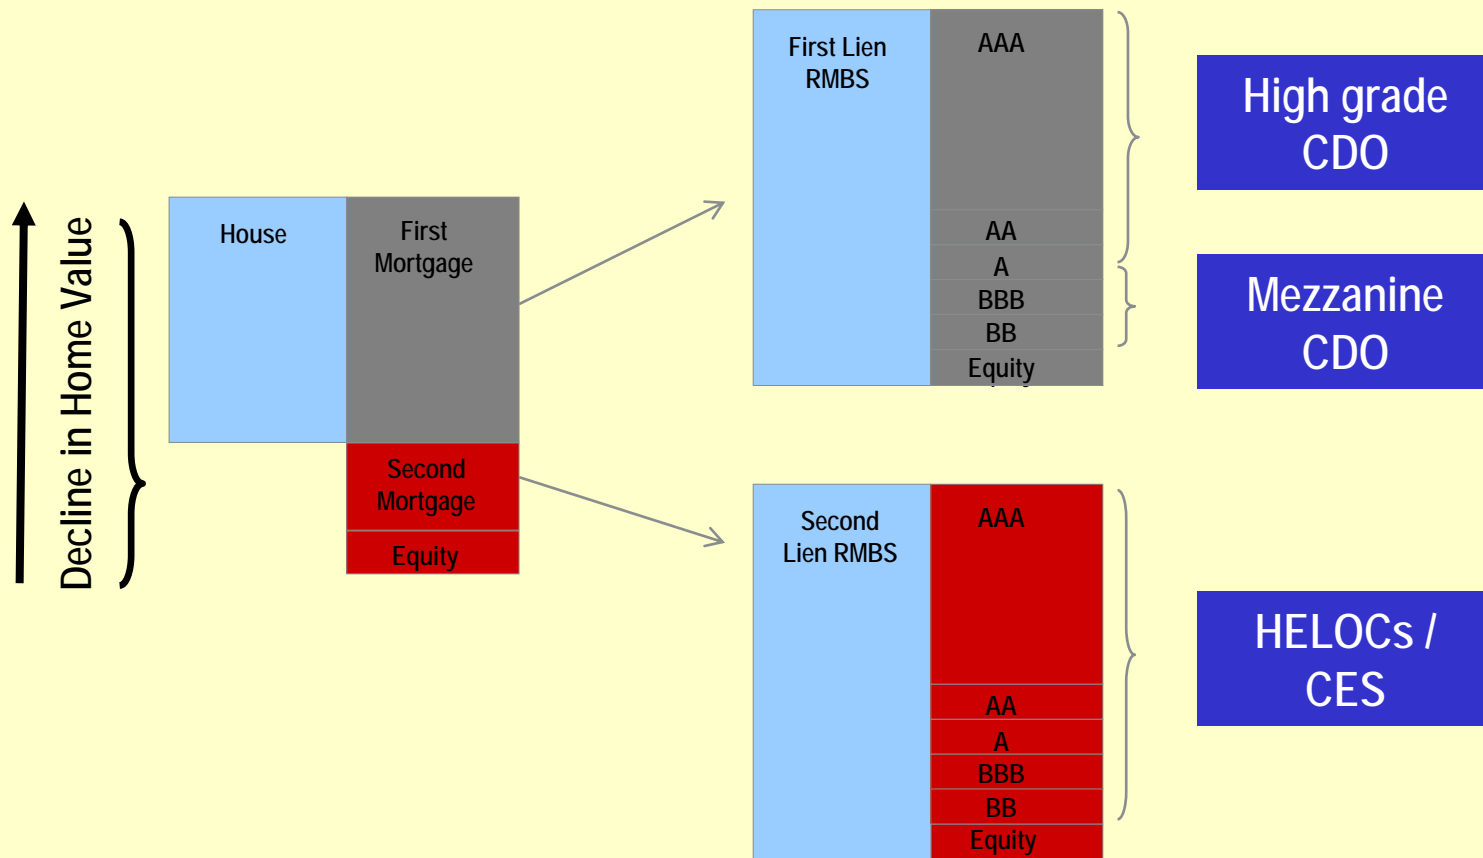 Decline in Home Value
House
First
Mortgage
Second
Mortgage
Equity
First Lien
RMBS
AAA
AA
A
BBB
BB
Equity
High grade
CDO
Mezzanine
CDO
Second
Lien RMBS
AAA
AA
A
BBB
BB
Equity
HELOCs /
CES